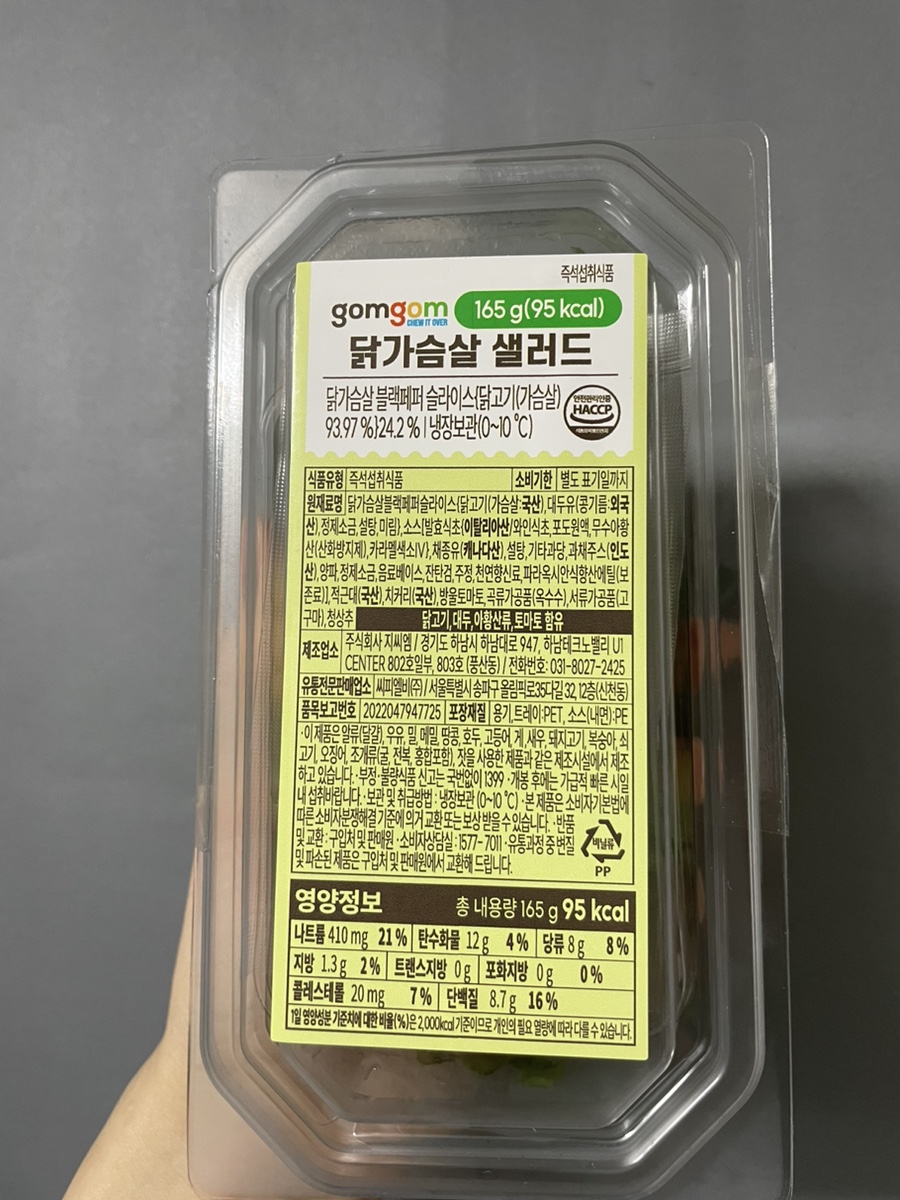 즉석섭취식품
gomgom 165 g(95 kcal)
CHEW IT OVER
닭가슴살 샐러드
닭가슴살 블랙페퍼 슬라이스{닭고기(가슴살)
93.97 %}24.2 % | 냉장보관(0~10 ℃)
안전관리인증
HACCP
식품유형 즉석섭취식품 소비기한 별도 표기일까지
원재료명 닭가슴살블랙페퍼슬라이스{닭고기(가슴살:국산), 대두유(콩기름:외국
산), 정제소금, 설탕, 미림}, 소스[발효식초(이탈리아산)(와인식초, 포도원액, 무수아황
산(산화방지제), 카라멜색소Ⅳ), 채종유(캐나다산), 설탕, 기타과당, 과채주스(인도
산), 양파, 정제소금, 음료베이스, 잔탄검, 주정, 천연향신료, 파라옥시안식향산에틸(보
존료)], 적근대(국산), 치커리(국산), 방울토마토, 곡류가공품(옥수수), 서류가공품(고
구마), 청상추 닭고기, 대두, 아황산류, 토마토 함유
제조업소 주식회사 지씨엠 / 경기도 하남시 하남대로 947, 하남테크노밸리 U1
CENTER 802호일부, 803호 (풍산동) / 전화번호: 031-8027-2425
유통전문판매업소 씨피엘비(주) / 서울특별시 송파구 올림픽로35다길 32, 12층(신천동)
품목보고번호 2022047947725 포장재질 용기,트레이:PET, 소스(내면):PE
·이 제품은 알류(달걀), 우유, 밀, 메밀, 땅콩, 호두, 고등어, 게, 새우, 돼지고기, 복숭아, 쇠
고기, 오징어, 조개류(굴, 전복, 홍합포함), 잣을 사용한 제품과 같은 제조시설에서 제조
하고 있습니다. ·부정·불량식품 신고는 국번없이 1399 ·개봉 후에는 가급적 빠른 시일
내 섭취바랍니다. ·보관 및 취급방법 : 냉장보관 (0~10 ℃) ·본 제품은 소비자기본법에
따른 소비자분쟁해결 기준에 의거 교환 또는 보상 받을 수 있습니다. ·반품
및 교환 : 구입처 및 판매원 ·소비자상담실 : 1577-7011 ·유통과정 중 변질
및 파손된 제품은 구입처 및 판매원에서 교환해 드립니다.
비닐류
PP
영양정보 총 내용량 165 g 95 kcal
나트륨 410 mg 21 % 탄수화물 12 g 4 % 당류 8 g 8 %
지방 1.3 g 2 % 트랜스지방 0 g 포화지방 0 g 0 %
콜레스테롤 20 mg 7 % 단백질 8.7 g 16 %
1일 영양성분 기준치에 대한 비율(%)은 2,000kcal 기준이므로 개인의 필요 열량에 따라 다를 수 있습니다.